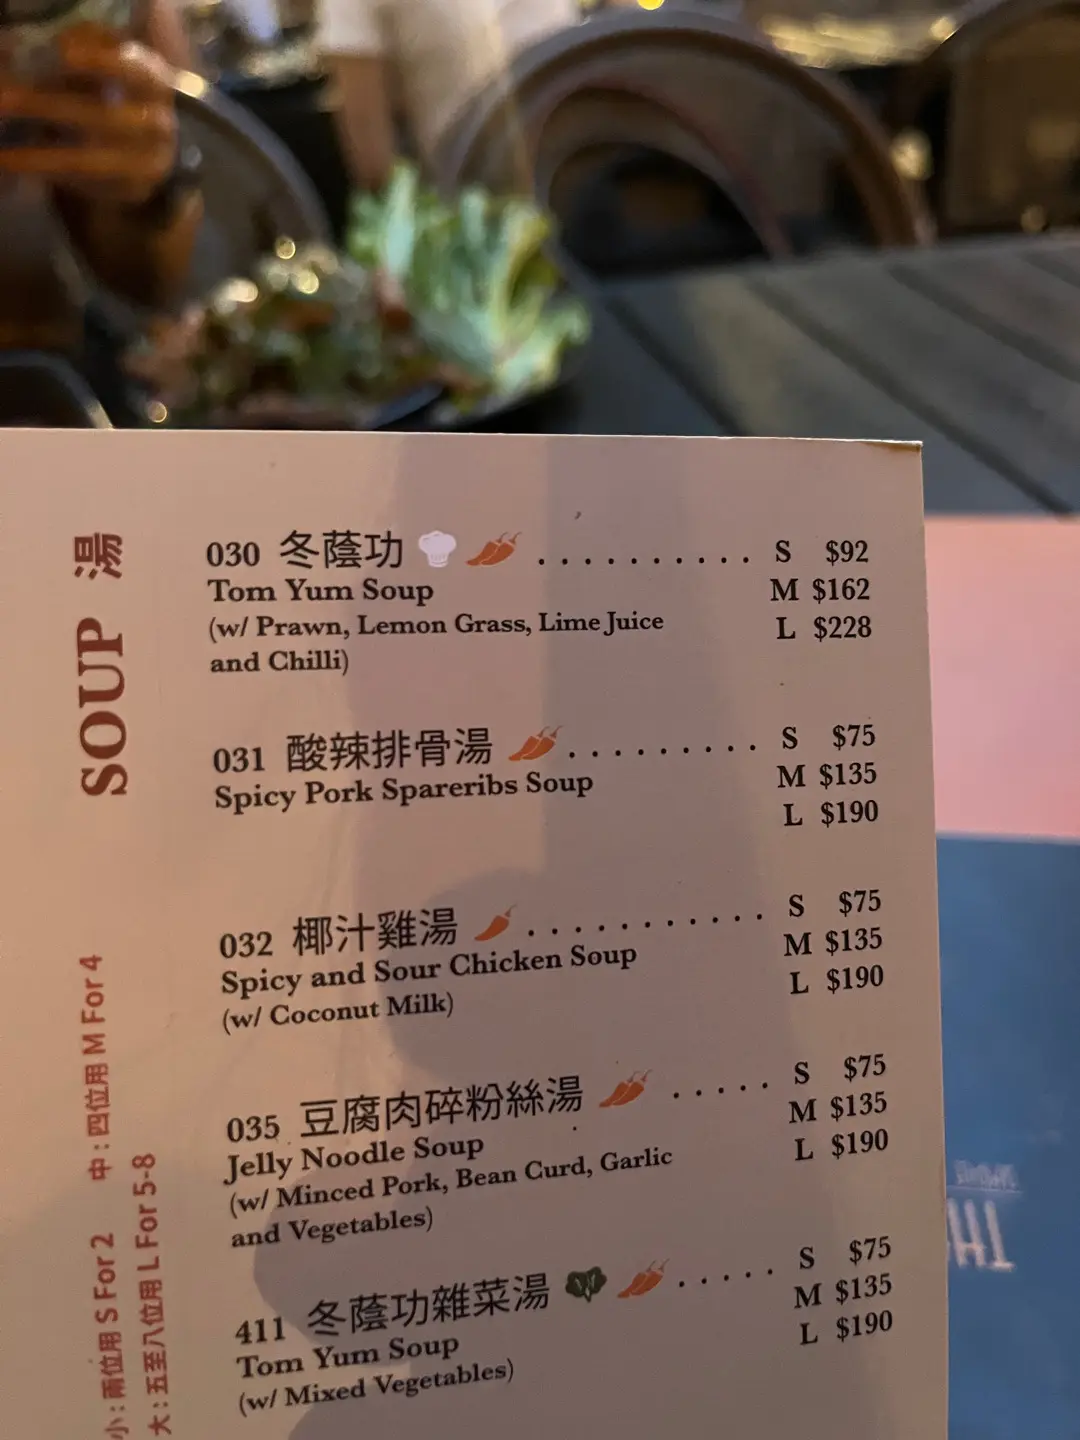 SOUP 湯
小 : 兩位用 S For 2 中 : 四位用 M For 4
大 : 五至八位用 L For 5-8
030 冬蔭功 .......... S $92
Tom Yum Soup M $162
(w/ Prawn, Lemon Grass, Lime Juice L $228
and Chilli)
031 酸辣排骨湯 ......... S $75
Spicy Pork Spareribs Soup M $135
L $190
032 椰汁雞湯 ........... S $75
Spicy and Sour Chicken Soup M $135
(w/ Coconut Milk) L $190
035 豆腐肉碎粉絲湯 ..... S $75
Jelly Noodle Soup M $135
(w/ Minced Pork, Bean Curd, Garlic L $190
and Vegetables)
411 冬蔭功雜菜湯 ..... S $75
Tom Yum Soup M $135
(w/ Mixed Vegetables) L $190